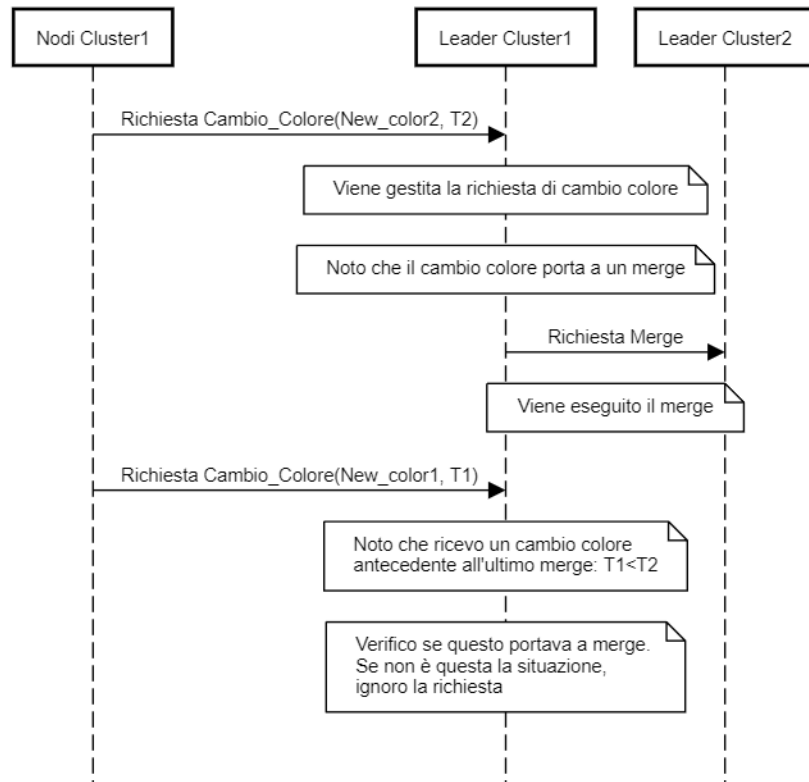 Nodi Cluster1
Leader Cluster1
Leader Cluster2
Richiesta Cambio_Colore(New_color2, T2)
Viene gestita la richiesta di cambio colore
Noto che il cambio colore porta a un merge
Richiesta Merge
Viene eseguito il merge
Richiesta Cambio_Colore(New_color1, T1)
Noto che ricevo un cambio colore
antecedente all'ultimo merge: T1<T2
Verifico se questo portava a merge.
Se non è questa la situazione,
ignoro la richiesta